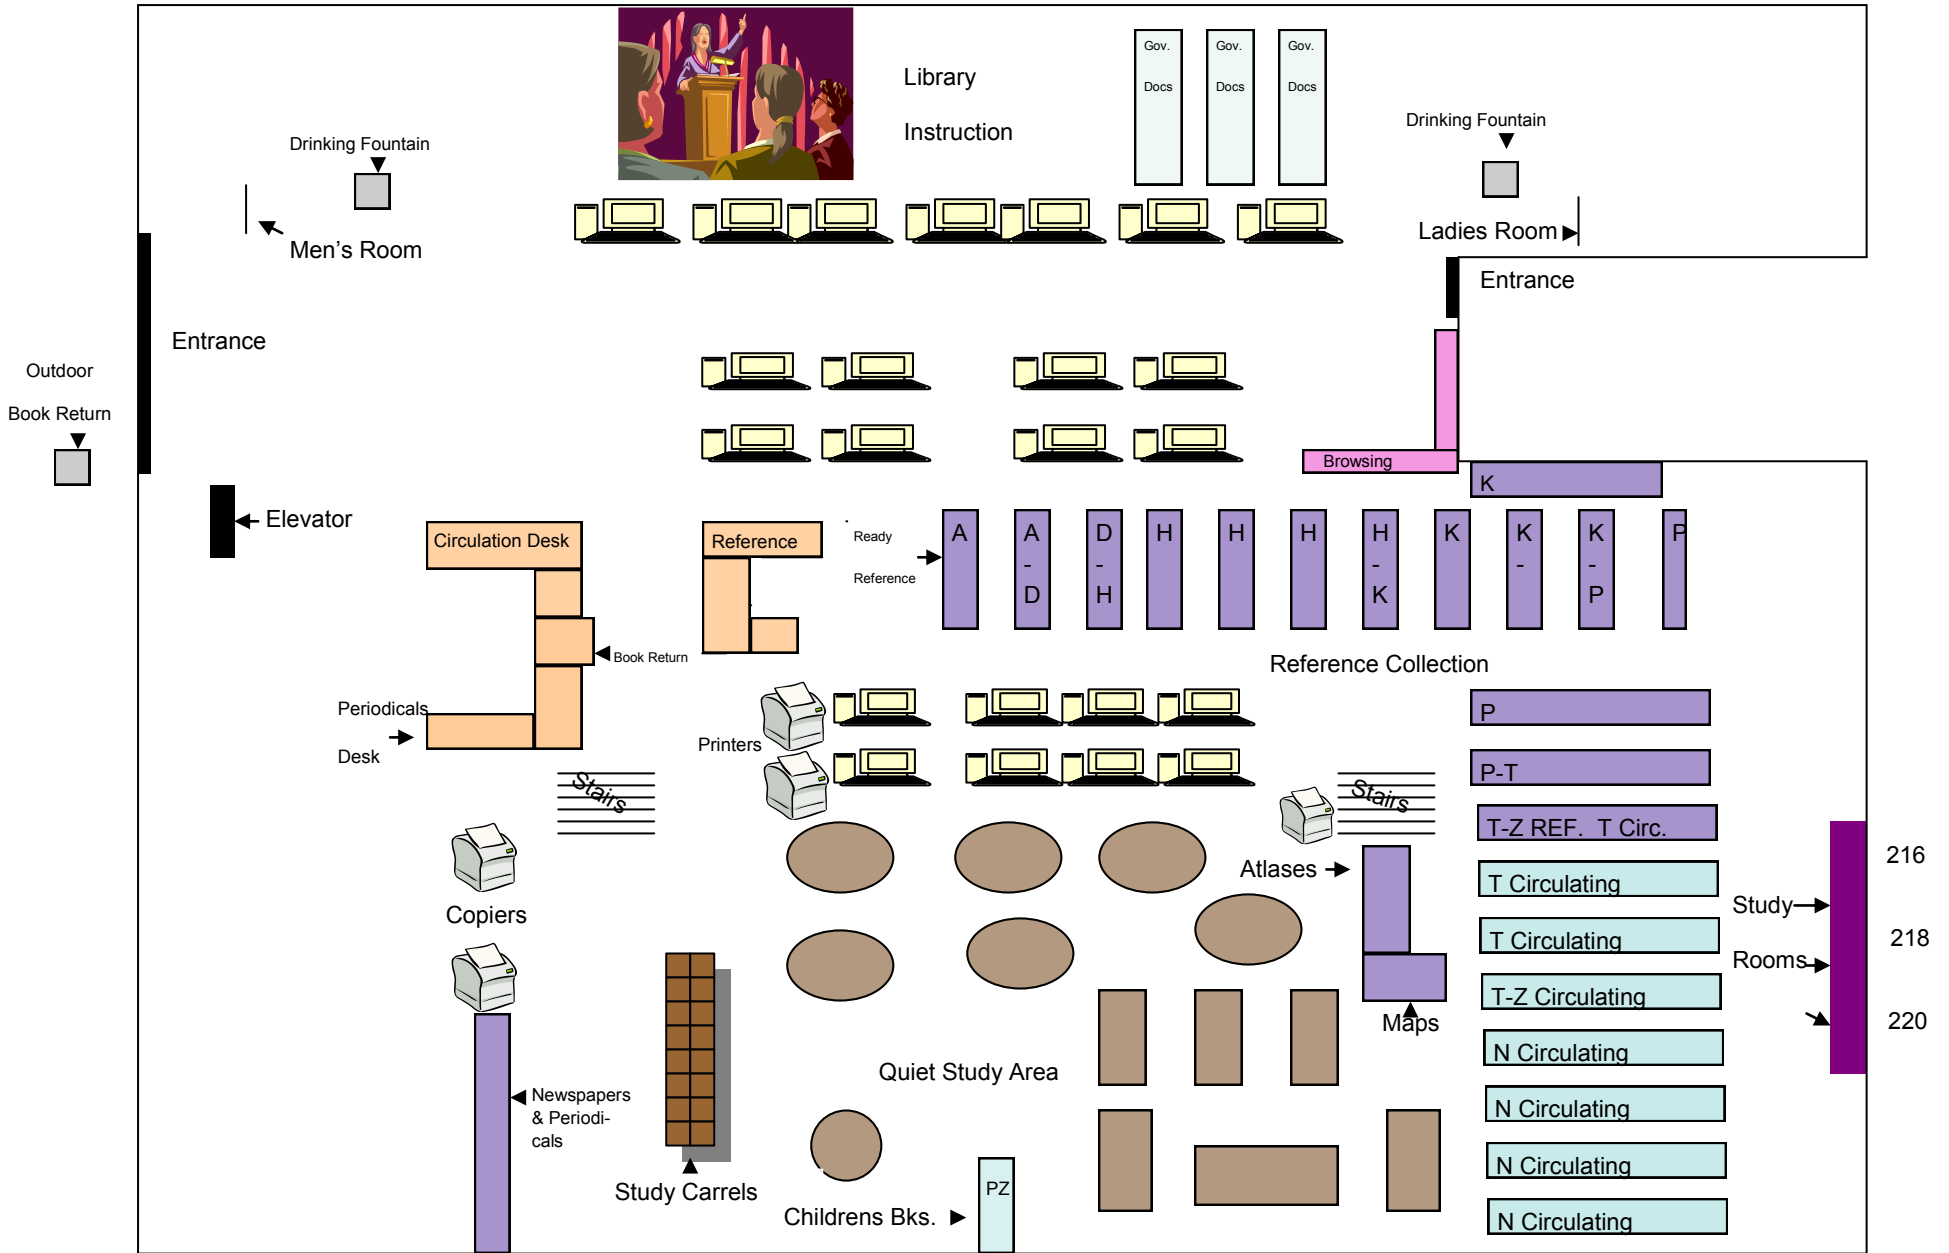 Library
Instruction
Gov.
Docs
Gov.
Docs
Gov.
Docs
Drinking Fountain
Drinking Fountain
Men's Room
Ladies Room
Entrance
Entrance
Outdoor
Book Return
Browsing
K
Elevator
Circulation Desk
Reference
Ready
Reference
A
A
-
D
D
-
H
H
H
H
H
-
K
K
K
-
K
-
P
P
Book Return
Reference Collection
Periodicals
Desk
Printers
P
P-T
Stairs
Stairs
T-Z REF. T Circ.
Atlases
T Circulating
T Circulating
T-Z Circulating
N Circulating
N Circulating
N Circulating
N Circulating
Study
Rooms
216
218
220
Copiers
Maps
Quiet Study Area
Newspapers
& Periodi-
cals
Study Carrels
PZ
Childrens Bks.